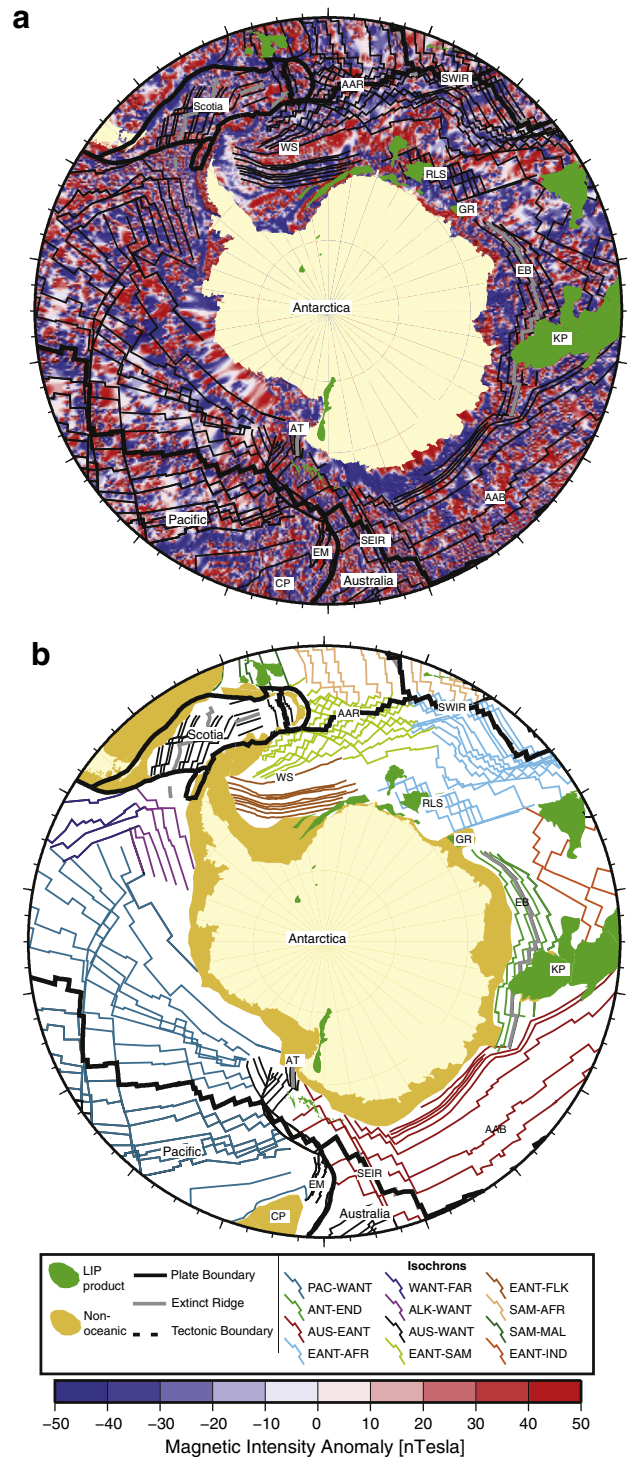 a
AAR
SWIR
Scotia
WS
RLS
GR
EB
Antarctica
KP
AT
AAB
Pacific
SEIR
EM
CP
Australia
b
SWIR
AAR
Scotia
WS
RLS
GR
EB
Antarctica
KP
AT
AAB
Pacific
SEIR
EM
CP
Australia
LIP
product
Non-
oceanic
Plate Boundary
Extinct Ridge
Tectonic Boundary
Isochrons
PAC-WANT
WANT-FAR
EANT-FLK
ANT-END
ALK-WANT
SAM-AFR
AUS-EANT
AUS-WANT
SAM-MAL
EANT-AFR
EANT-SAM
EANT-IND
−50 −40 −30 −20 −10 0 10 20 30 40 50
Magnetic Intensity Anomaly [nTesla]